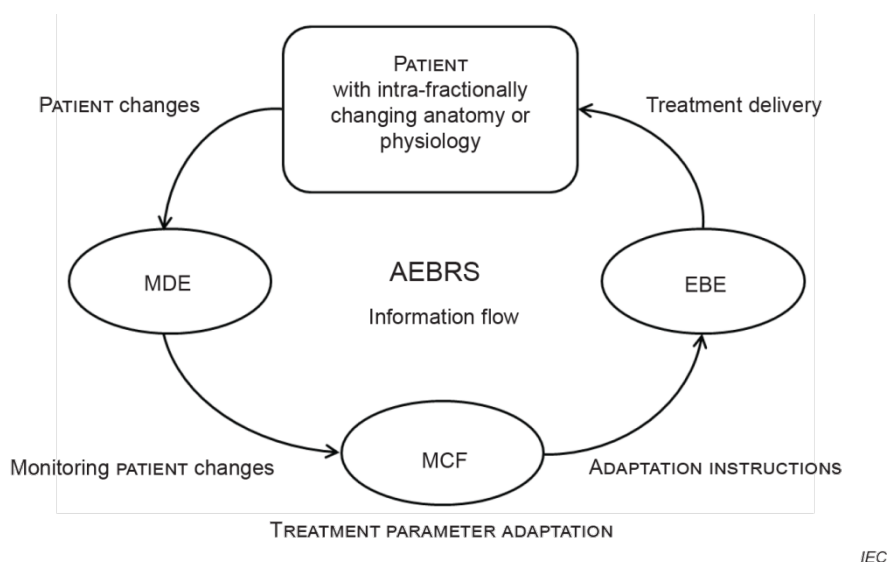 PATIENT
with intra-fractionally
changing anatomy or
physiology
PATIENT changes
Treatment delivery
MDE
AEBRS
EBE
Information flow
MCF
Monitoring PATIENT changes
ADAPTATION INSTRUCTIONS
TREATMENT PARAMETER ADAPTATION
IEC